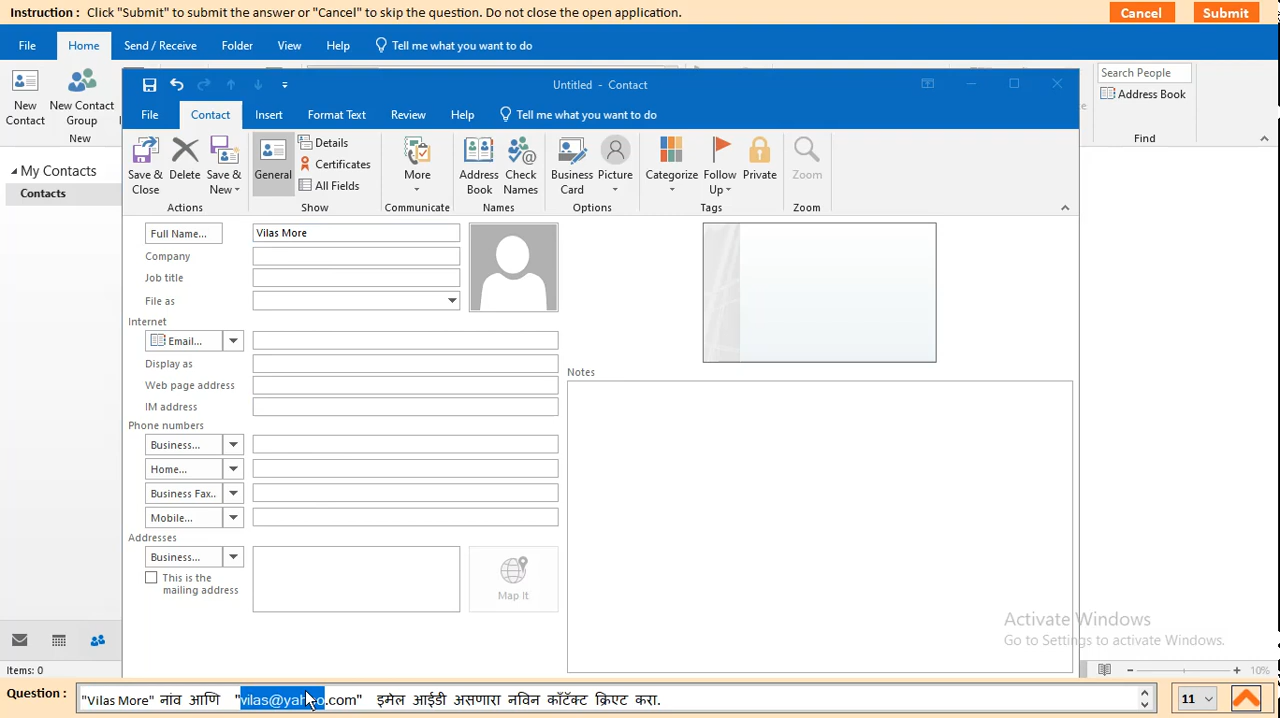 Instruction : Click "Submit" to submit the answer or "Cancel" to skip the question. Do not close the open application. Cancel Submit
File Home Send / Receive Folder View Help Tell me what you want to do
Untitled - Contact
Search People
New Contact
New Contact Group
Address Book
New
Find
File Contact Insert Format Text Review Help Tell me what you want to do
Save & Close
Delete
Save & New
General
Details
Certificates
All Fields
More
Address Book
Check Names
Business Card
Picture
Categorize
Follow Up
Private
Zoom
Actions Show Communicate Names Options Tags Zoom
My Contacts
Contacts
Full Name... Vilas More
Company
Job title
File as
Internet
Email...
Display as
Web page address
IM address
Notes
Phone numbers
Business...
Home...
Business Fax..
Mobile...
Addresses
Business...
This is the mailing address
Map It
Activate Windows
Go to Settings to activate Windows.
Items: 0
10%
Question : "Vilas More" नांव आणि "vilas@yahoo.com" इमेल आईडी असणारा नविन कॉटॅक्ट क्रिएट करा. 11